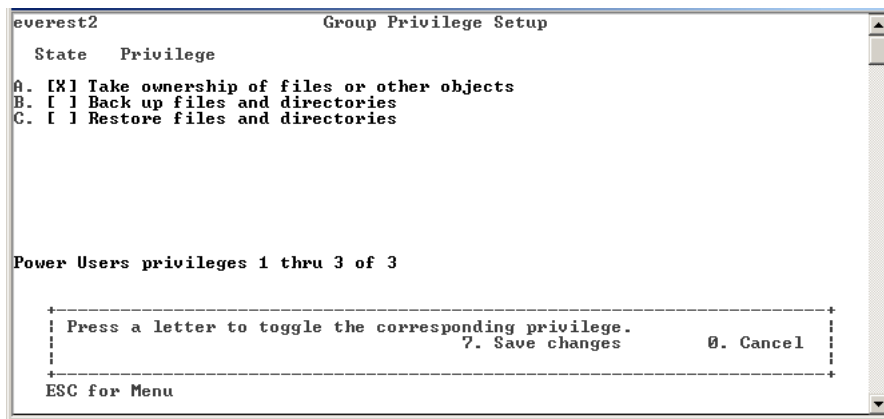 everest2 Group Privilege Setup
State Privilege
A. [X] Take ownership of files or other objects
B. [ ] Back up files and directories
C. [ ] Restore files and directories
Power Users privileges 1 thru 3 of 3
Press a letter to toggle the corresponding privilege.
7. Save changes 0. Cancel
ESC for Menu